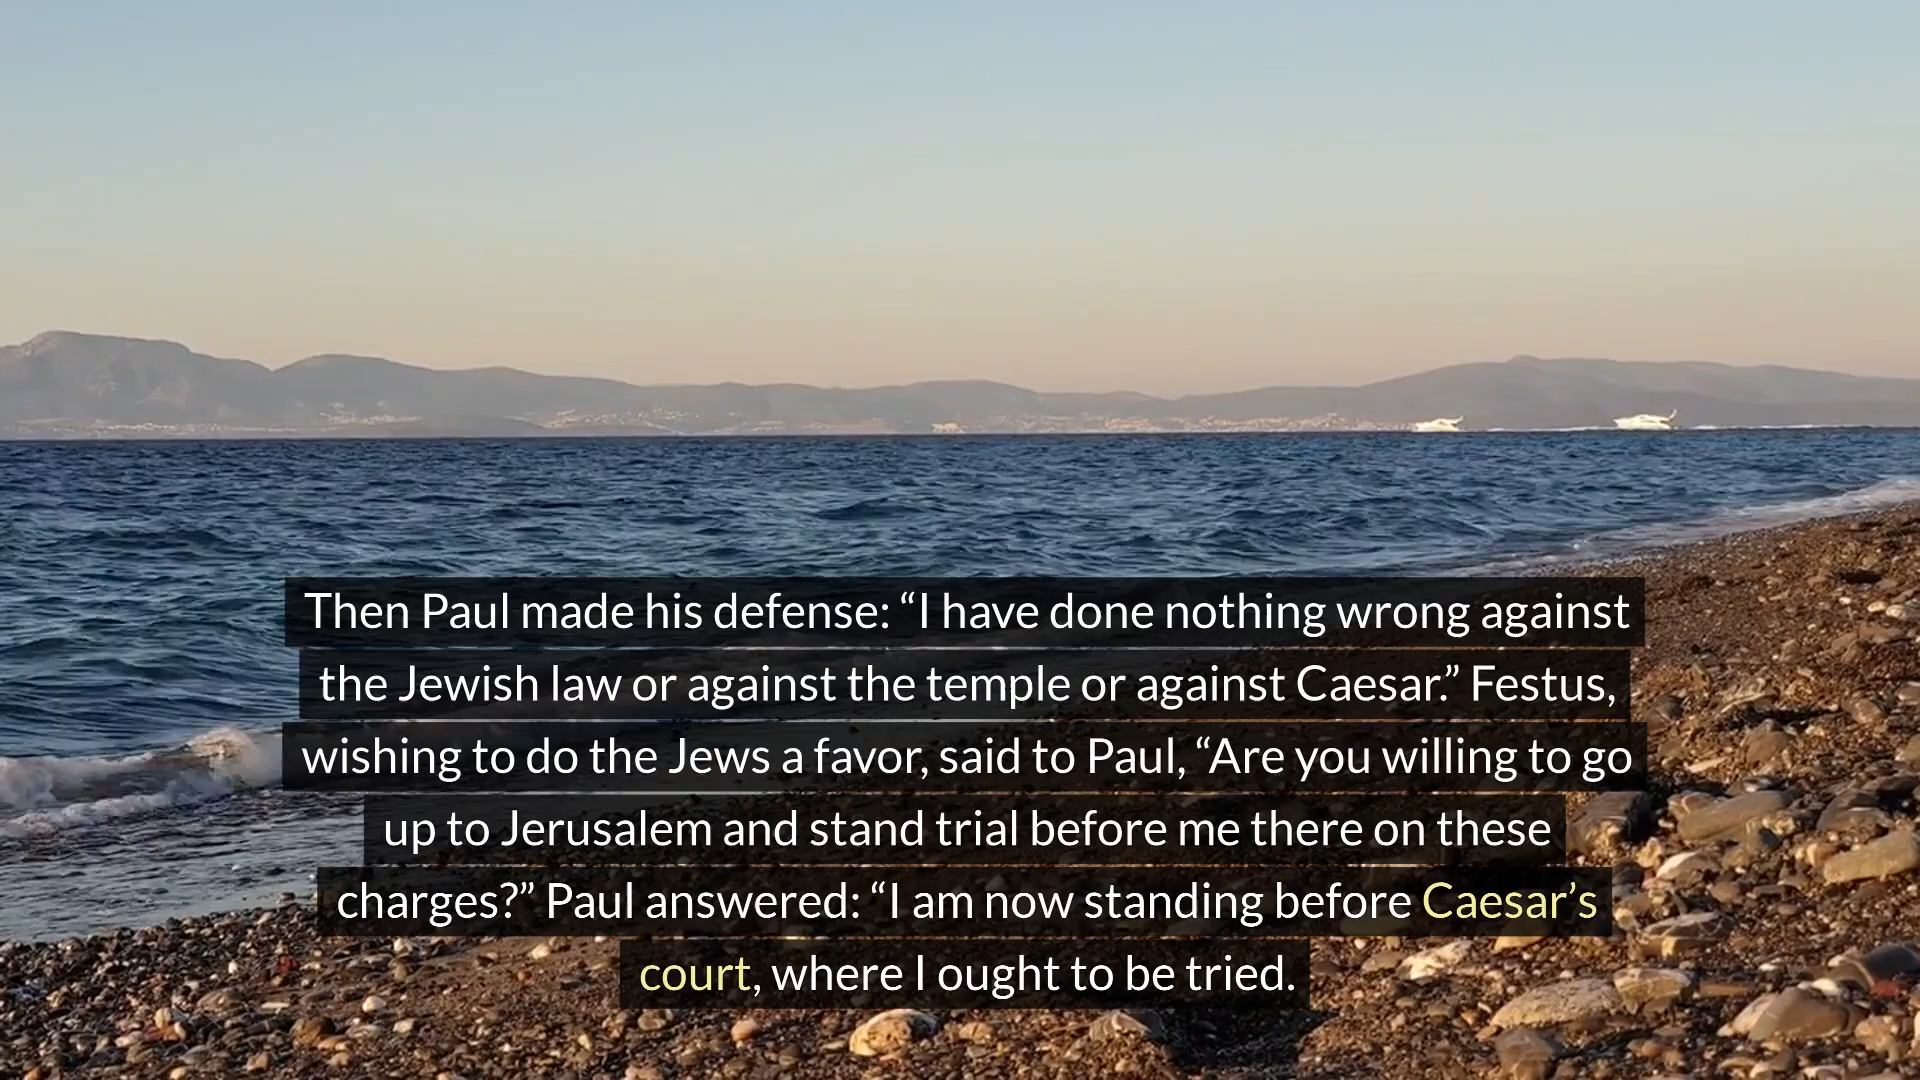 Then Paul made his defense: “I have done nothing wrong against
the Jewish law or against the temple or against Caesar.” Festus,
wishing to do the Jews a favor, said to Paul, “Are you willing to go
up to Jerusalem and stand trial before me there on these
charges?” Paul answered: “I am now standing before Caesar’s
court, where I ought to be tried.